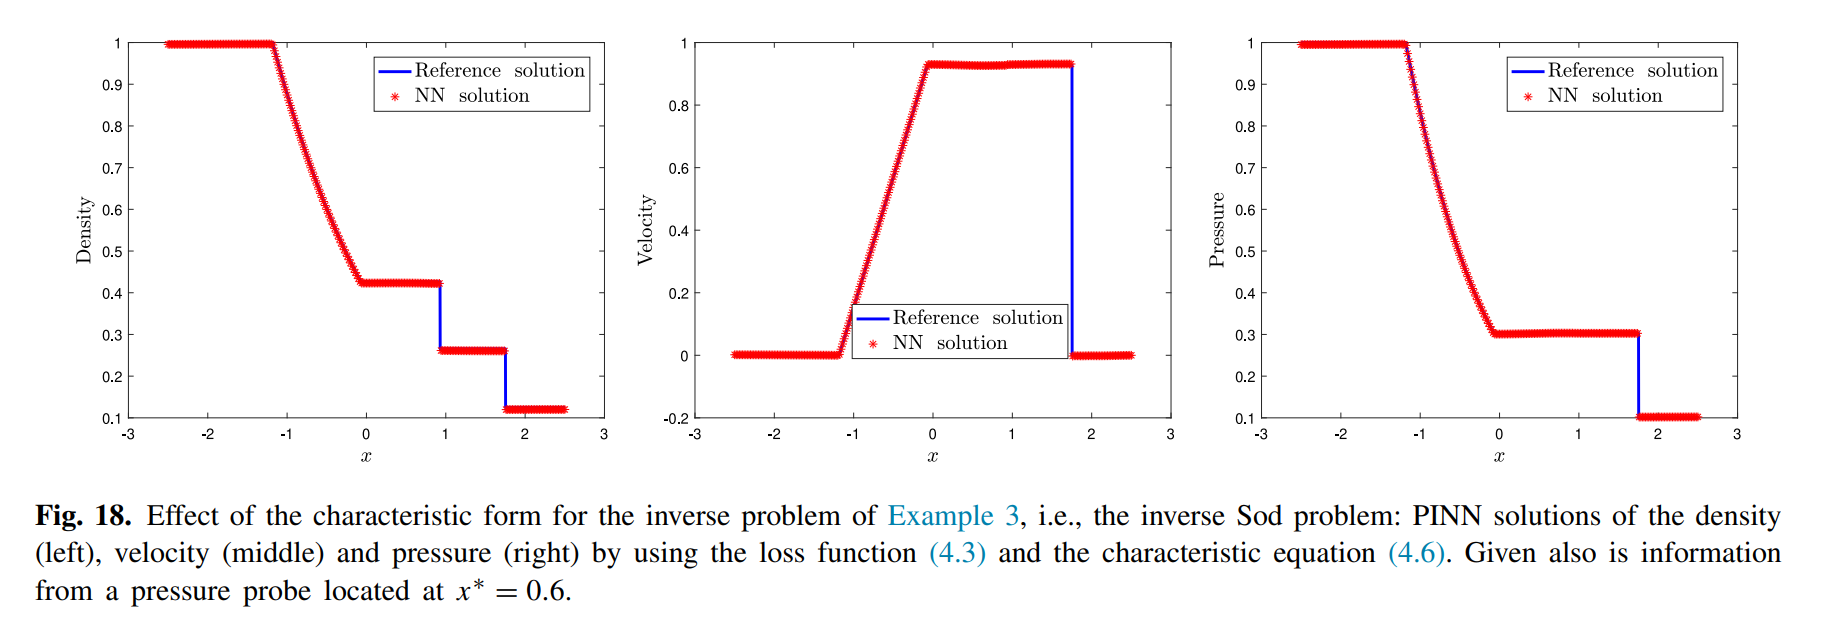 1
0.9
0.8
0.7
0.6
0.5
0.4
0.3
0.2
0.1
-3 -2 -1 0 1 2 3
Density
x
Reference solution
NN solution
1
0.8
0.6
0.4
0.2
0
-0.2
-3 -2 -1 0 1 2 3
Velocity
x
Reference solution
NN solution
1
0.9
0.8
0.7
0.6
0.5
0.4
0.3
0.2
0.1
-3 -2 -1 0 1 2 3
Pressure
x
Reference solution
NN solution
Fig. 18. Effect of the characteristic form for the inverse problem of Example 3, i.e., the inverse Sod problem: PINN solutions of the density
(left), velocity (middle) and pressure (right) by using the loss function (4.3) and the characteristic equation (4.6). Given also is information
from a pressure probe located at x* = 0.6.